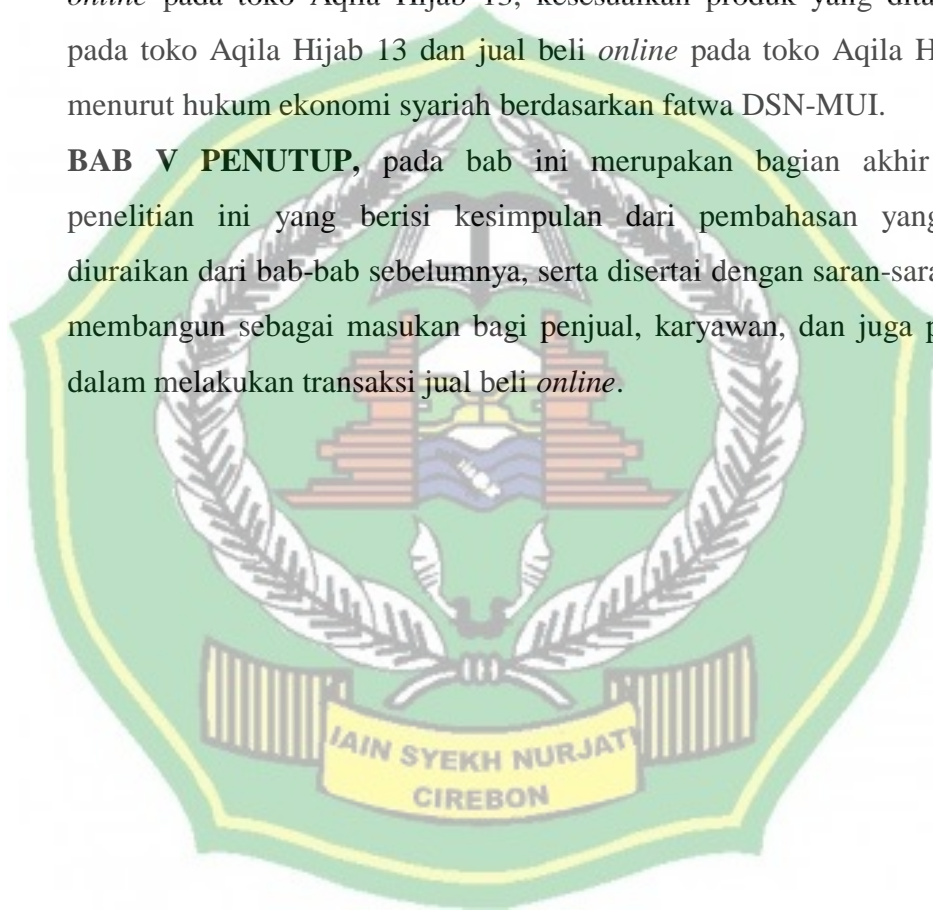 online pada toko Aqila Hijab 13, kesesuaikan produk yang
pada toko Aqila Hijab 13 dan jual beli online pada toko Aqila
menurut hukum ekonomi syariah berdasarkan fatwa DSN-MUI.
BAB V PENUTUP, pada bab ini merupakan bagian akhir
penelitian ini yang berisi kesimpulan dari pembahasan yang
diuraikan dari bab-bab sebelumnya, serta disertai dengan
membangun sebagai masukan bagi penjual, karyawan, dan juga
dalam melakukan transaksi jual beli online.
IAIN SYEKH NURJATI
CIREBON